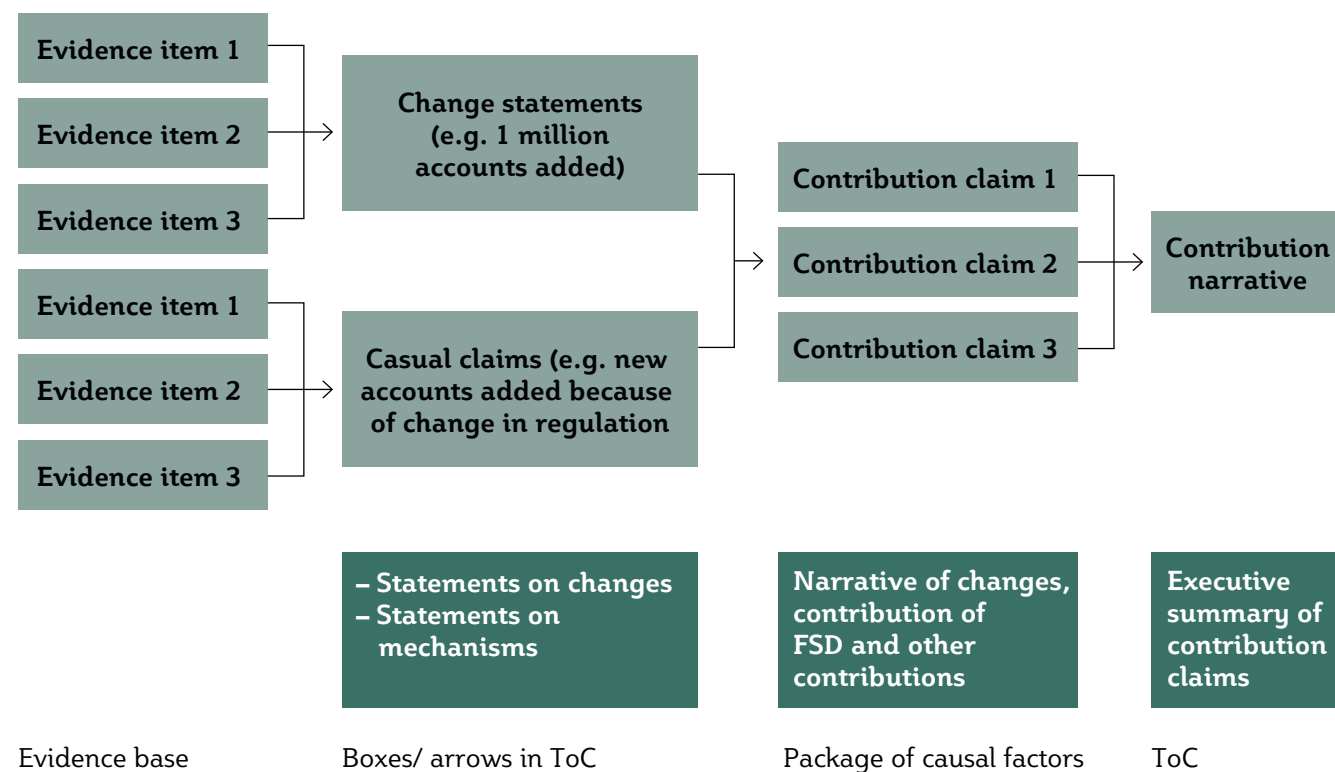 Evidence item 1
Evidence item 2
Evidence item 3
Evidence item 1
Evidence item 2
Evidence item 3
Change statements
(e.g. 1 million
accounts added)
Casual claims (e.g. new
accounts added because
of change in regulation
Contribution claim 1
Contribution claim 2
Contribution claim 3
Contribution
narrative
– Statements on changes
– Statements on
mechanisms
Narrative of changes,
contribution of
FSD and other
contributions
Executive
summary of
contribution
claims
Evidence base
Boxes/ arrows in ToC
Package of causal factors
ToC